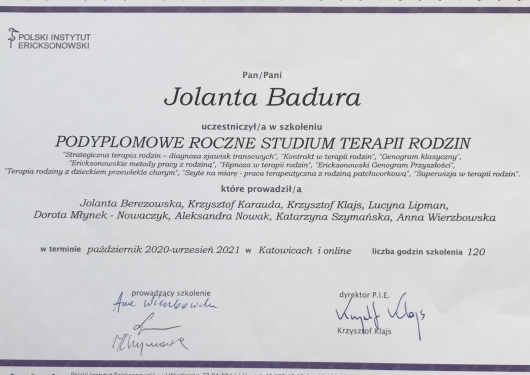 POLSKI INSTYTUT
ERICKSONOWSKI
Pan/Pani
Jolanta Badura
uczestniczył/a w szkoleniu
PODYPLOMOWE ROCZNE STUDIUM TERAPII RODZIN
"Strategiczna terapia rodzin – diagnoza zjawisk transowych", "Kontrakt w terapii rodzin", "Genogram klasyczny",
"Ericksonowskie metody pracy z rodziną", "Hipnoza w terapii rodzin", "Ericksonowski Genogram Przyszłości",
"Terapia rodziny z dzieckiem przewlekle chorym", "Szyte na miarę - praca terapeutyczna z rodziną patchworkową", "Superwizja w terapii rodzin".
które prowadził/a
Jolanta Berezowska, Krzysztof Karauda, Krzysztof Klajs, Lucyna Lipman,
Dorota Młynek - Nowaczyk, Aleksandra Nowak, Katarzyna Szymańska, Anna Wierzbowska
w terminie październik 2020-wrzesień 2021 w Katowicach i online liczba godzin szkolenia 120
prowadzący szkolenie
dyrektor P.I.E.
Krzysztof Klajs
Krzysztof Klajs